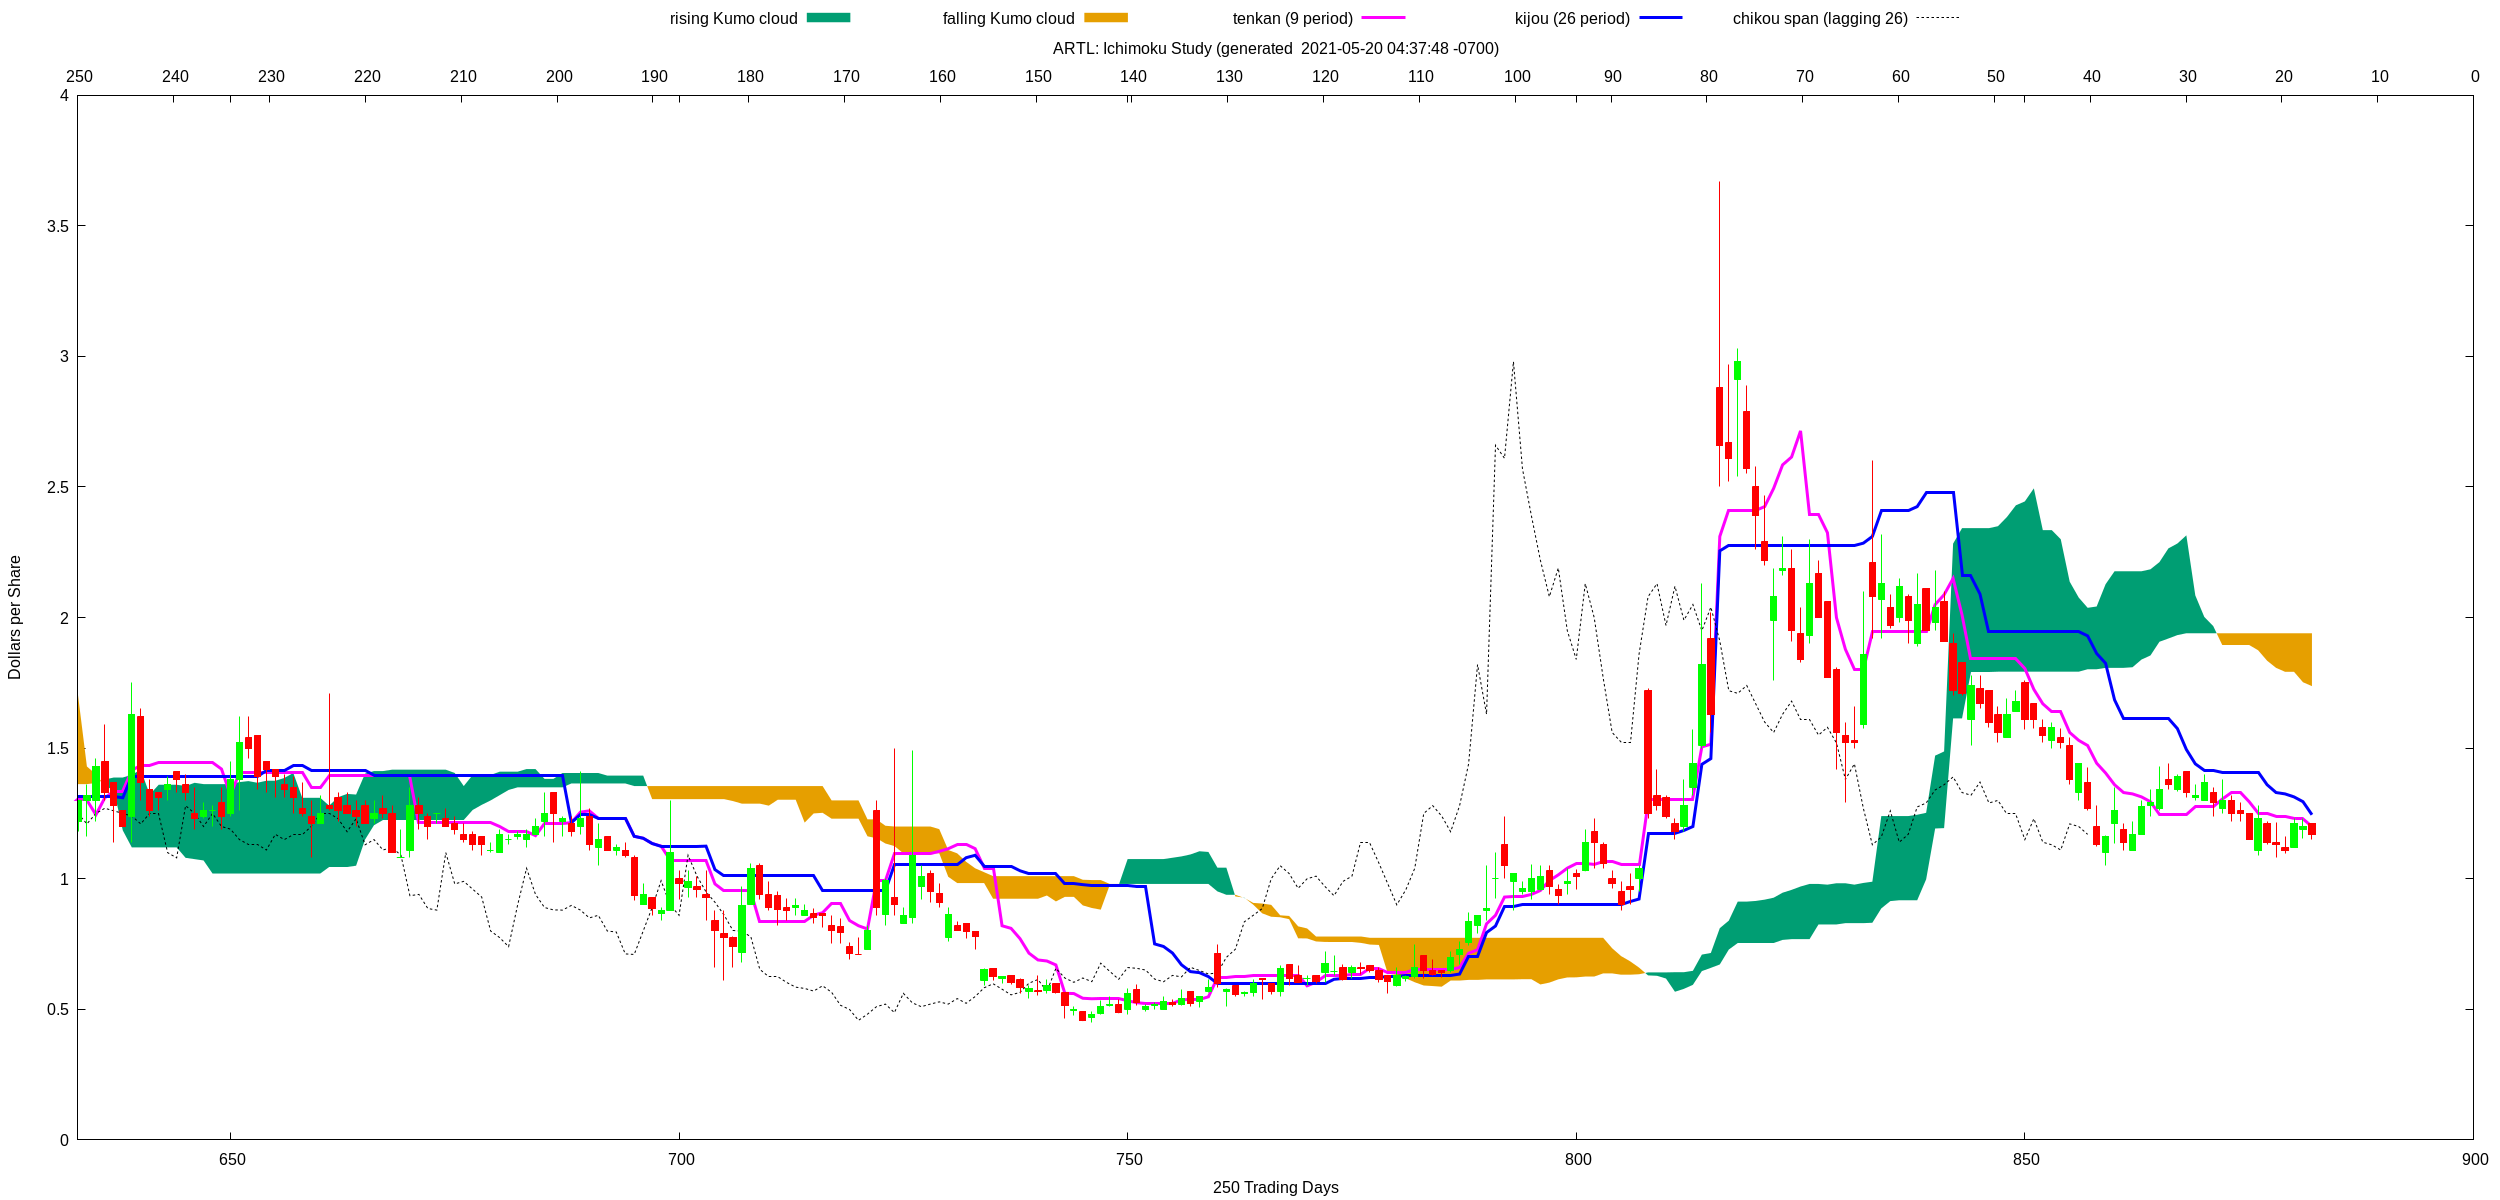 rising Kumo cloud falling Kumo cloud tenkan (9 period) kijou (26 period) chikou span (lagging 26)
ARTL: Ichimoku Study (generated  2021-05-20 04:37:48 -0700)
250 240 230 220 210 200 190 180 170 160 150 140 130 120 110 100 90 80 70 60 50 40 30 20 10 0
4
3.5
3
2.5
2
Dollars per Share
1.5
1
0.5
0
650 700 750 800 850 900
250 Trading Days